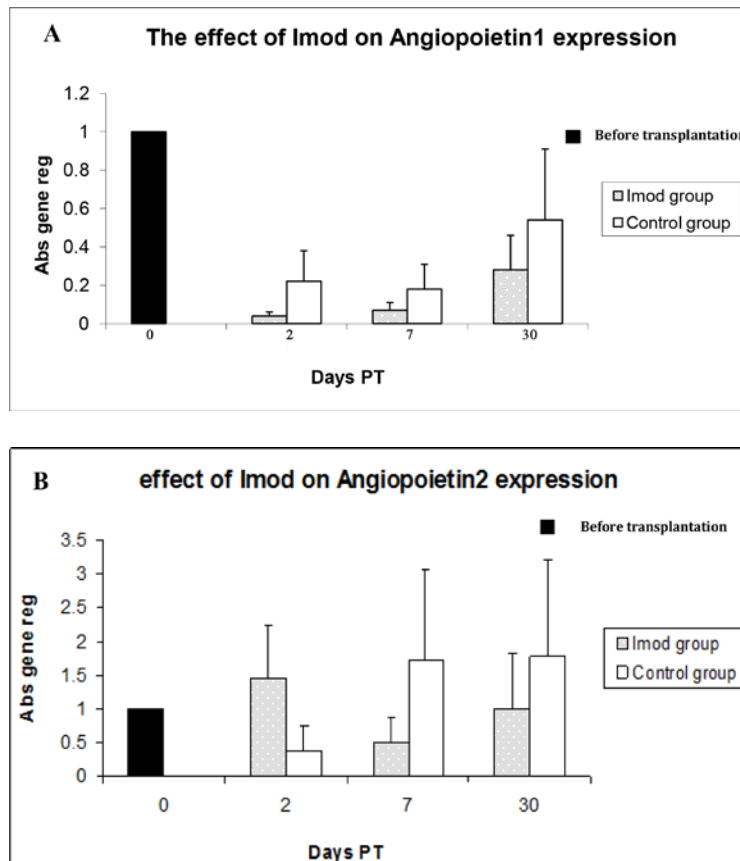 A
The effect of Imod on Angiopoietin1 expression
1.2
1
0.8
0.6
0.4
0.2
0
Abs gene reg
Before transplantation
Imod group
Control group
0 2 7 30
Days PT
B
effect of Imod on Angiopoietin2 expression
3.5
3
2.5
2
1.5
1
0.5
0
Abs gene reg
Before transplantation
Imod group
Control group
0 2 7 30
Days PT